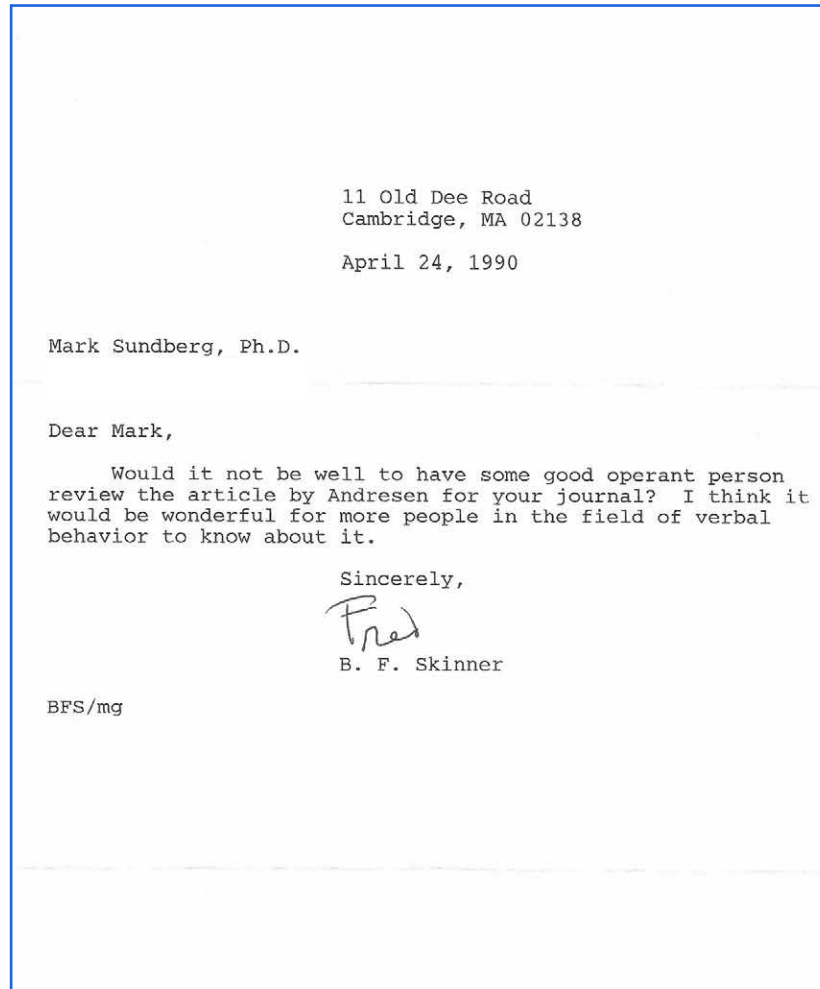 11 Old Dee Road
Cambridge, MA 02138
April 24, 1990
Mark Sundberg, Ph.D.
Dear Mark,
Would it not be well to have some good operant person
review the article by Andresen for your journal?  I think it
would be wonderful for more people in the field of verbal
behavior to know about it.
Sincerely,
Fred
B. F. Skinner
BFS/mg